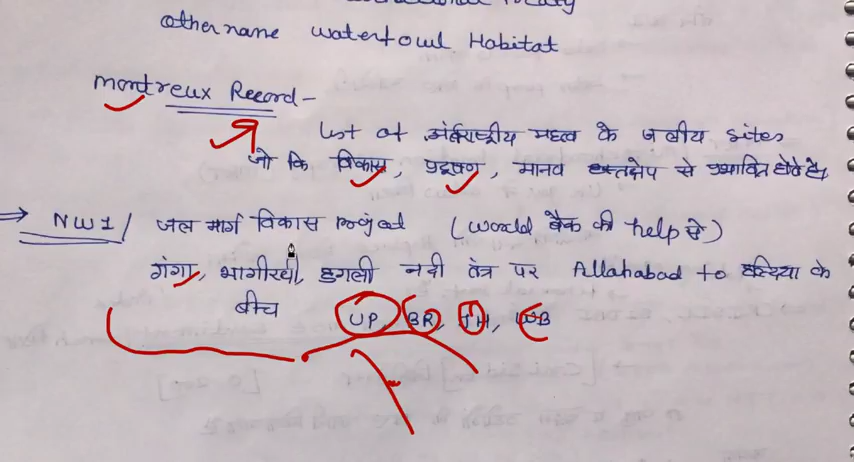 other name waterfowl Habitat
Montreux Record -
list of अंर्तराष्ट्रीय महत्व के जलीय sites
जो कि विकास, प्रदूषण, मानव हस्तक्षेप से प्रभावित होते है।
⇒ NW1 / जल मार्ग विकास project (world बैंक की help से)
गंगा, भागीरथी, हुगली नदी तंत्र पर Allahabad to हल्दिया के
बीच
UP, BR, JH, WB